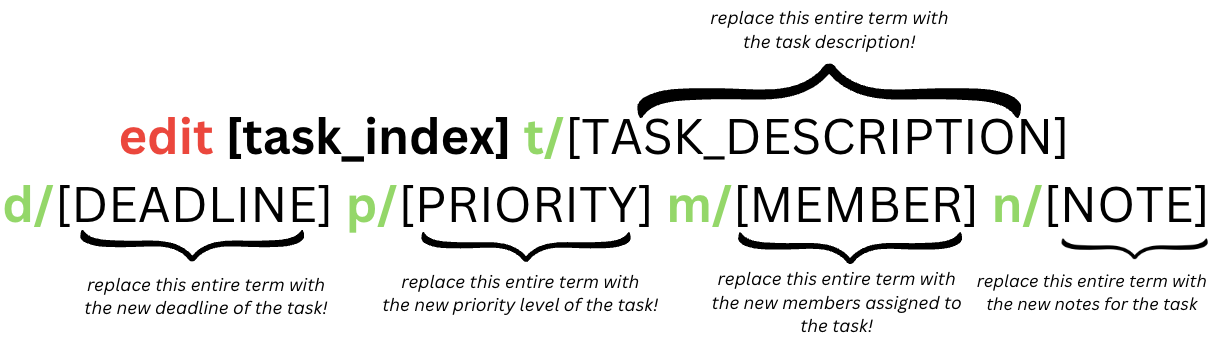 replace this entire term with
the task description!
edit [task_index] t/[TASK_DESCRIPTION]
d/[DEADLINE] p/[PRIORITY] m/[MEMBER] n/[NOTE]
replace this entire term with
the new deadline of the task!
replace this entire term with
the new priority level of the task!
replace this entire term with
the new members assigned to
the task!
replace this entire term with
the new notes for the task